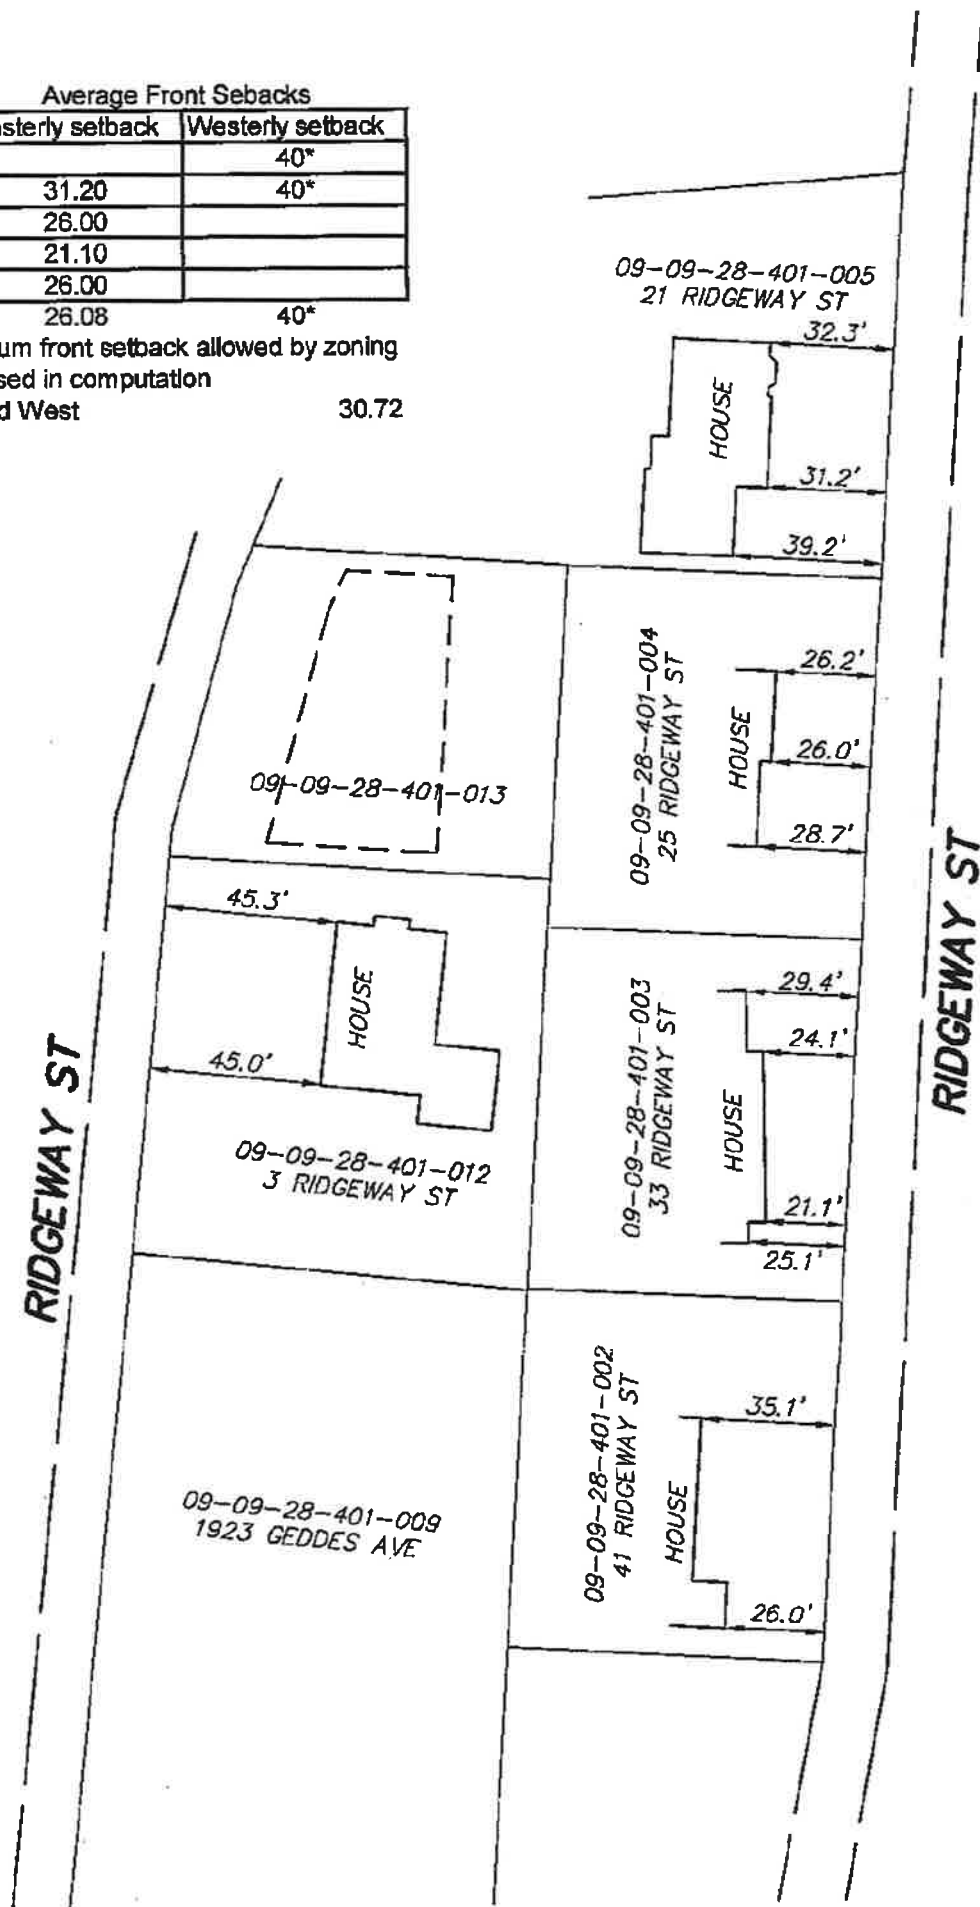 Average Front Sebacks
sterly setback Westerly setback
40*
31.20 40*
26.00
21.10
26.00
26.08 40*
um front setback allowed by zoning
sed in computation
d West 30.72
09-09-28-401-005
21 RIDGEWAY ST
32.3'
HOUSE
31.2'
39.2'
09-09-28-401-013
09-09-28-401-004
25 RIDGEWAY ST
26.2'
HOUSE
26.0'
28.7'
45.3'
HOUSE
45.0'
09-09-28-401-012
3 RIDGEWAY ST
09-09-28-401-003
33 RIDGEWAY ST
29.4'
24.1'
HOUSE
21.1'
25.1'
RIDGEWAY ST
RIDGEWAY ST
09-09-28-401-002
41 RIDGEWAY ST
35.1'
HOUSE
26.0'
09-09-28-401-009
1923 GEDDES AVE